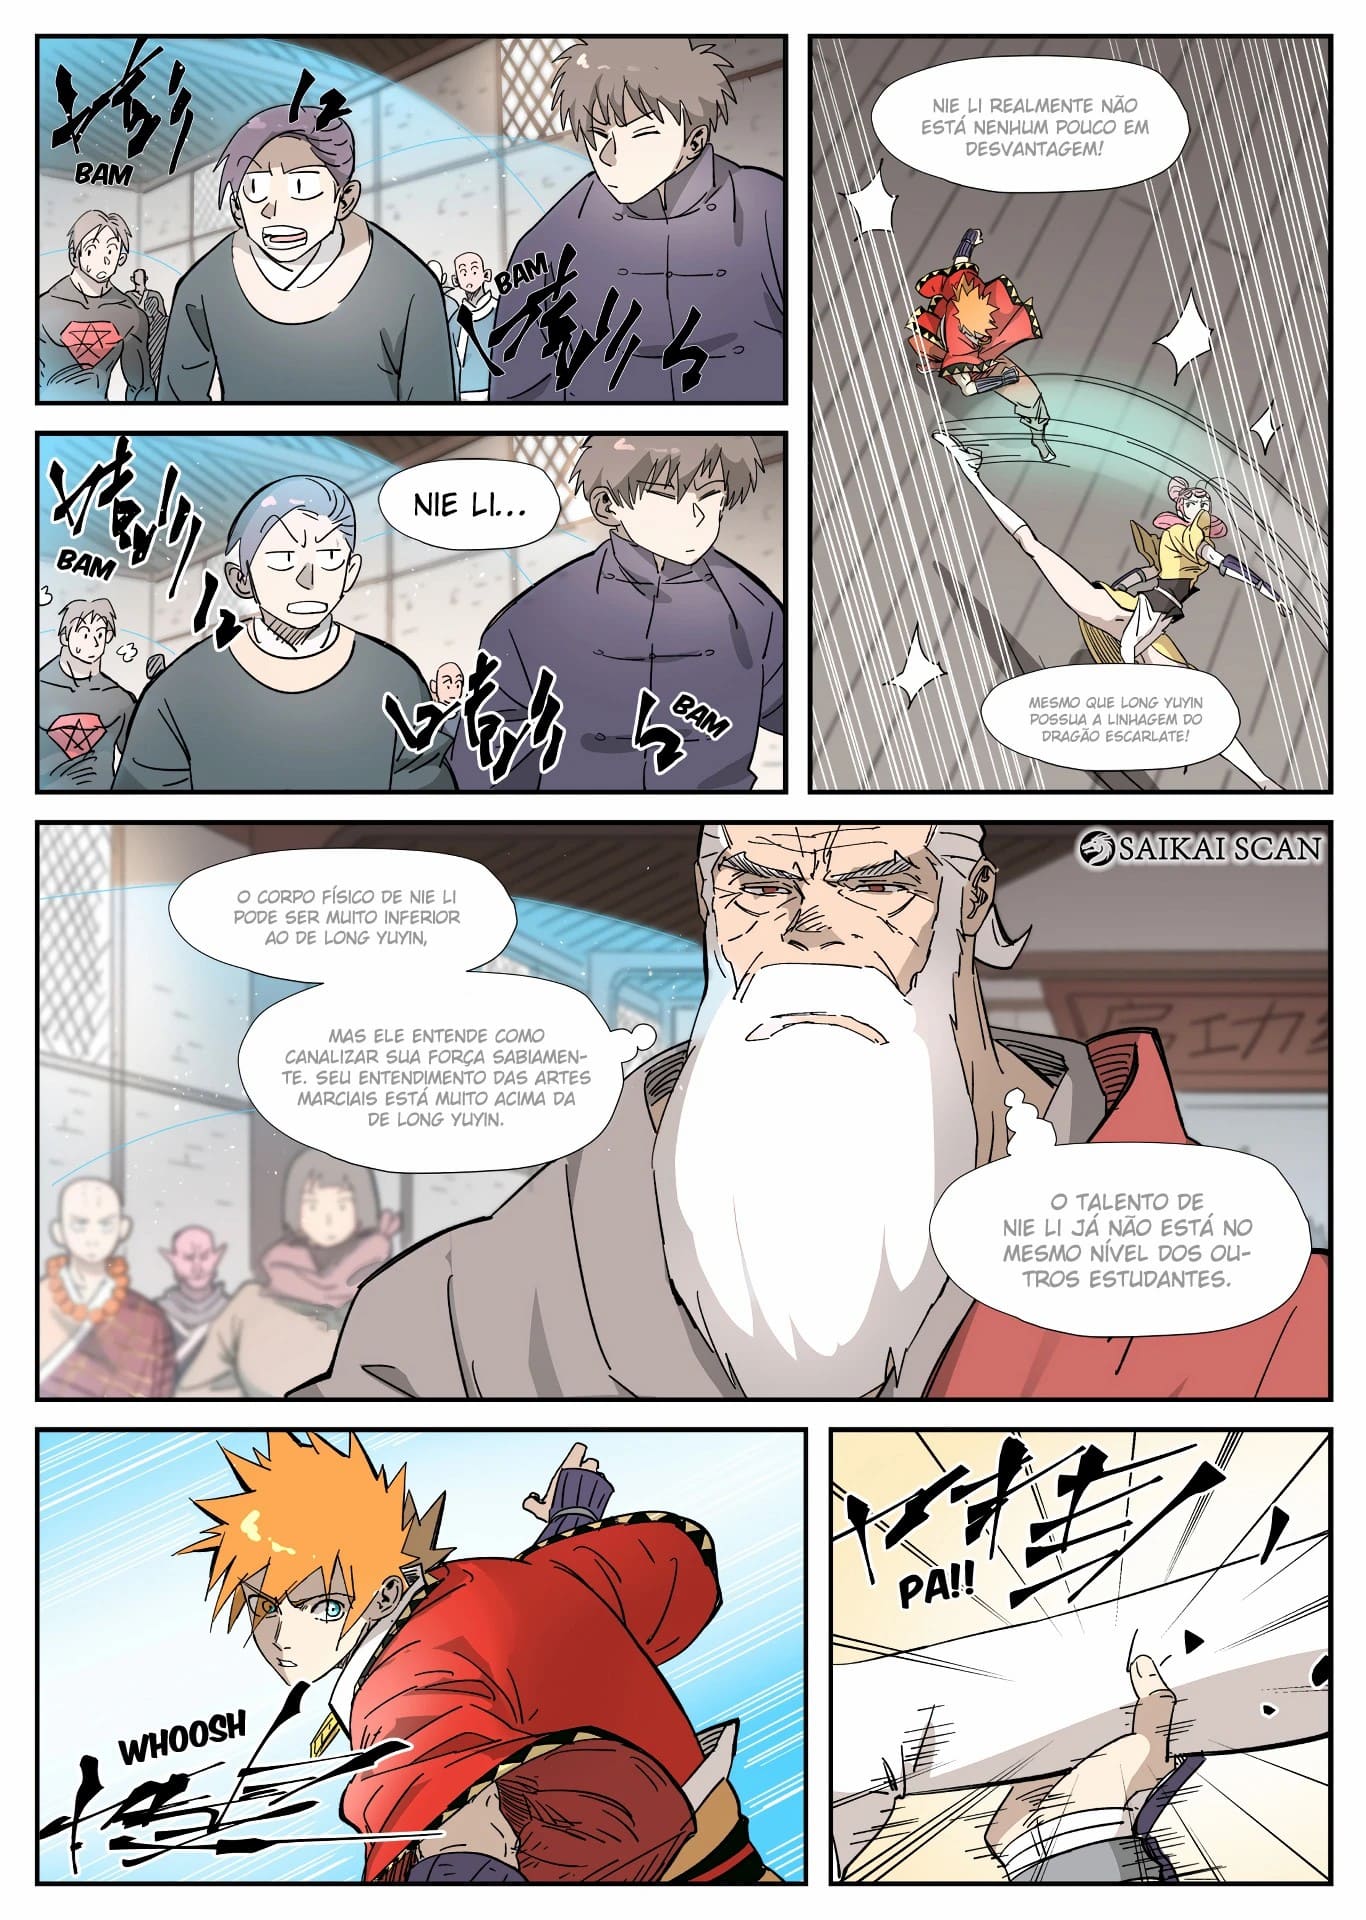 BAM
BAM
NIE LI REALMENTE NÃO
ESTÁ NENHUM POUCO EM
DESVANTAGEM!
BAM
NIE LI...
BAM
MESMO QUE LONG YUYIN
POSSUA A LINHAGEM DO
DRAGÃO ESCARLATE!
SAIKAI SCAN
O CORPO FÍSICO DE NIE LI
PODE SER MUITO INFERIOR
AO DE LONG YUYIN,
MAS ELE ENTENDE COMO
CANALIZAR SUA FORÇA SABIAMEN-
TE. SEU ENTENDIMENTO DAS ARTES
MARCIAIS ESTÁ MUITO ACIMA DA
DE LONG YUYIN.
O TALENTO DE
NIE LI JÁ NÃO ESTÁ NO
MESMO NÍVEL DOS OU-
TROS ESTUDANTES.
WHOOSH
PA!!